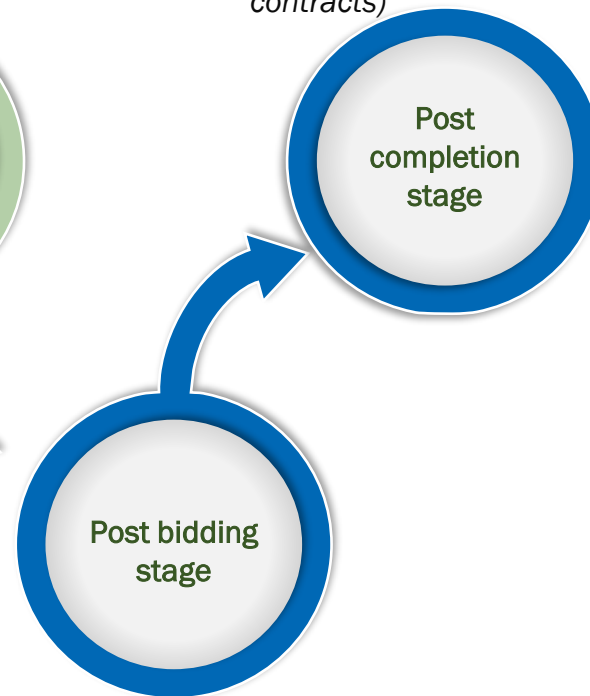 contracts)
Post
completion
stage
Post bidding
stage